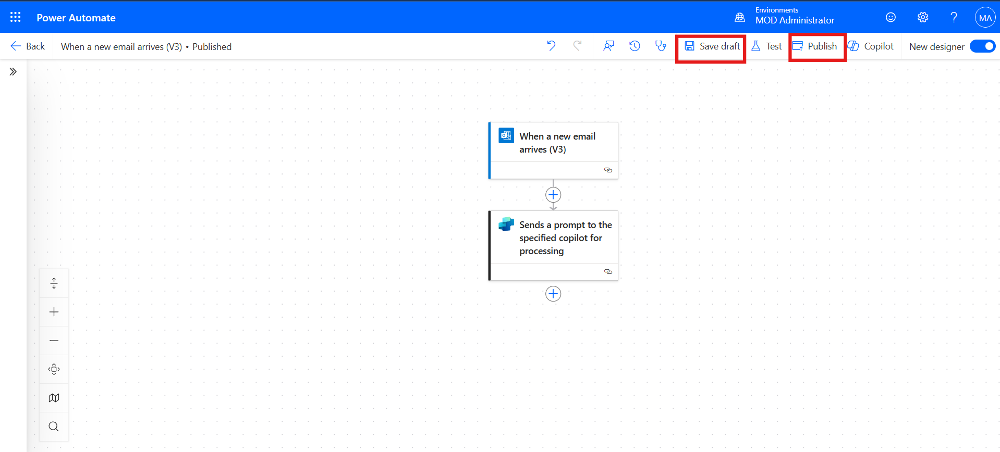 Power Automate
Environments
MOD Administrator
MA
Back
When a new email arrives (V3) • Published
Save draft
Test
Publish
Copilot
New designer
When a new email
arrives (V3)
Sends a prompt to the
specified copilot for
processing